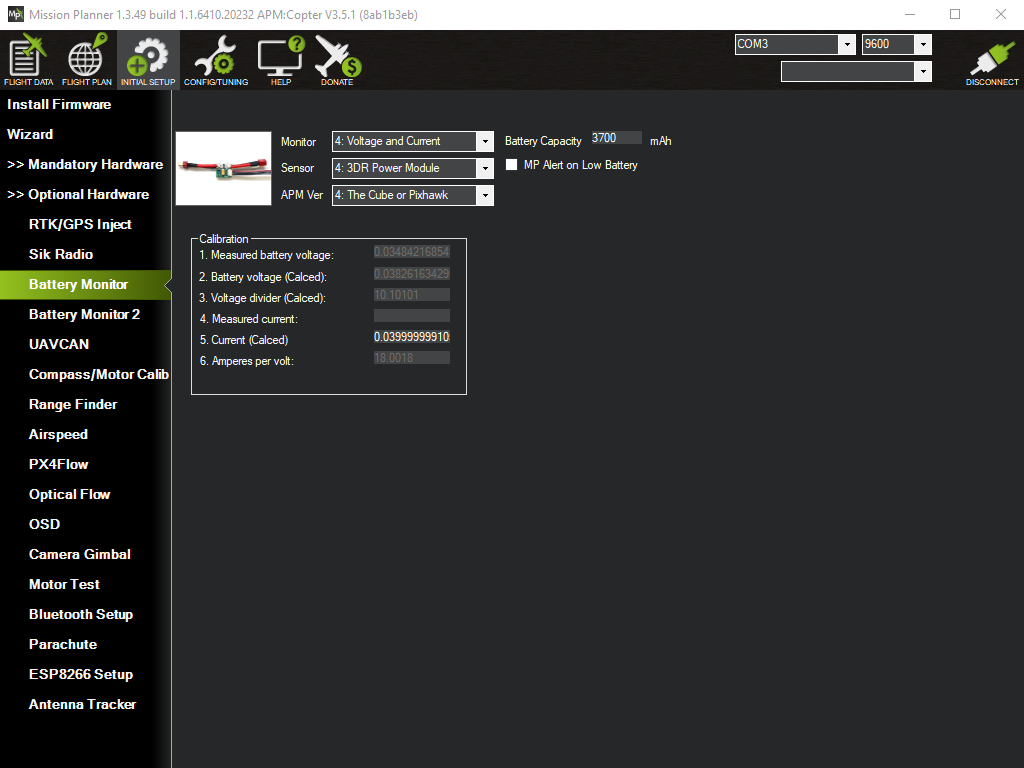 Mission Planner 1.3.49 build 1.1.6410.20232 APM:Copter V3.5.1 (8ab1b3eb)
FLIGHT DATA FLIGHT PLAN INITIAL SETUP CONFIG/TUNING HELP DONATE
COM3 9600
DISCONNECT
Install Firmware
Wizard
>> Mandatory Hardware
>> Optional Hardware
RTK/GPS Inject
Sik Radio
Battery Monitor
Battery Monitor 2
UAVCAN
Compass/Motor Calib
Range Finder
Airspeed
PX4Flow
Optical Flow
OSD
Camera Gimbal
Motor Test
Bluetooth Setup
Parachute
ESP8266 Setup
Antenna Tracker
Monitor 4: Voltage and Current Battery Capacity 3700 mAh
Sensor 4: 3DR Power Module MP Alert on Low Battery
APM Ver 4: The Cube or Pixhawk
Calibration
1. Measured battery voltage: 0.03484216854
2. Battery voltage (Calced): 0.03826163429
3. Voltage divider (Calced): 10.10101
4. Measured current:
5. Current (Calced) 0.03999999910
6. Amperes per volt: 18.0018